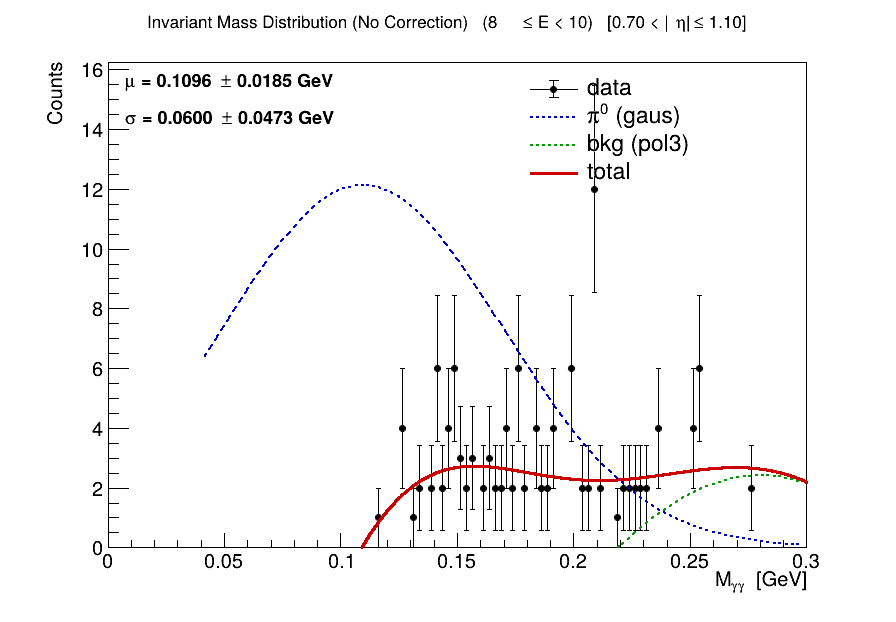 Invariant Mass Distribution (No Correction) (8 ≤ E < 10) [0.70 < | η| ≤ 1.10]
Counts
16
14
12
10
8
6
4
2
0
μ = 0.1096 ± 0.0185 GeV
σ = 0.0600 ± 0.0473 GeV
data
π⁰ (gaus)
bkg (pol3)
total
0 0.05 0.1 0.15 0.2 0.25 0.3
Mγγ [GeV]